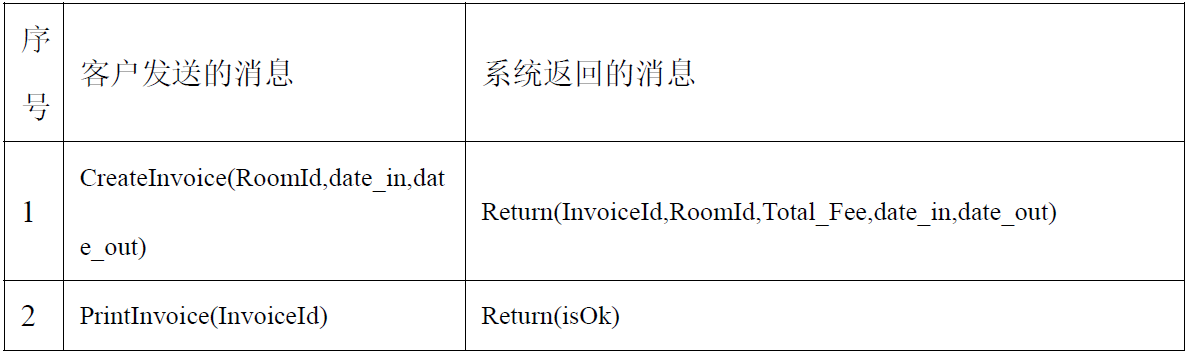 序
号
客户发送的消息
系统返回的消息
1
CreateInvoice(RoomId,date_in,dat
e_out)
Return(InvoiceId,RoomId,Total_Fee,date_in,date_out)
2
PrintInvoice(InvoiceId)
Return(isOk)